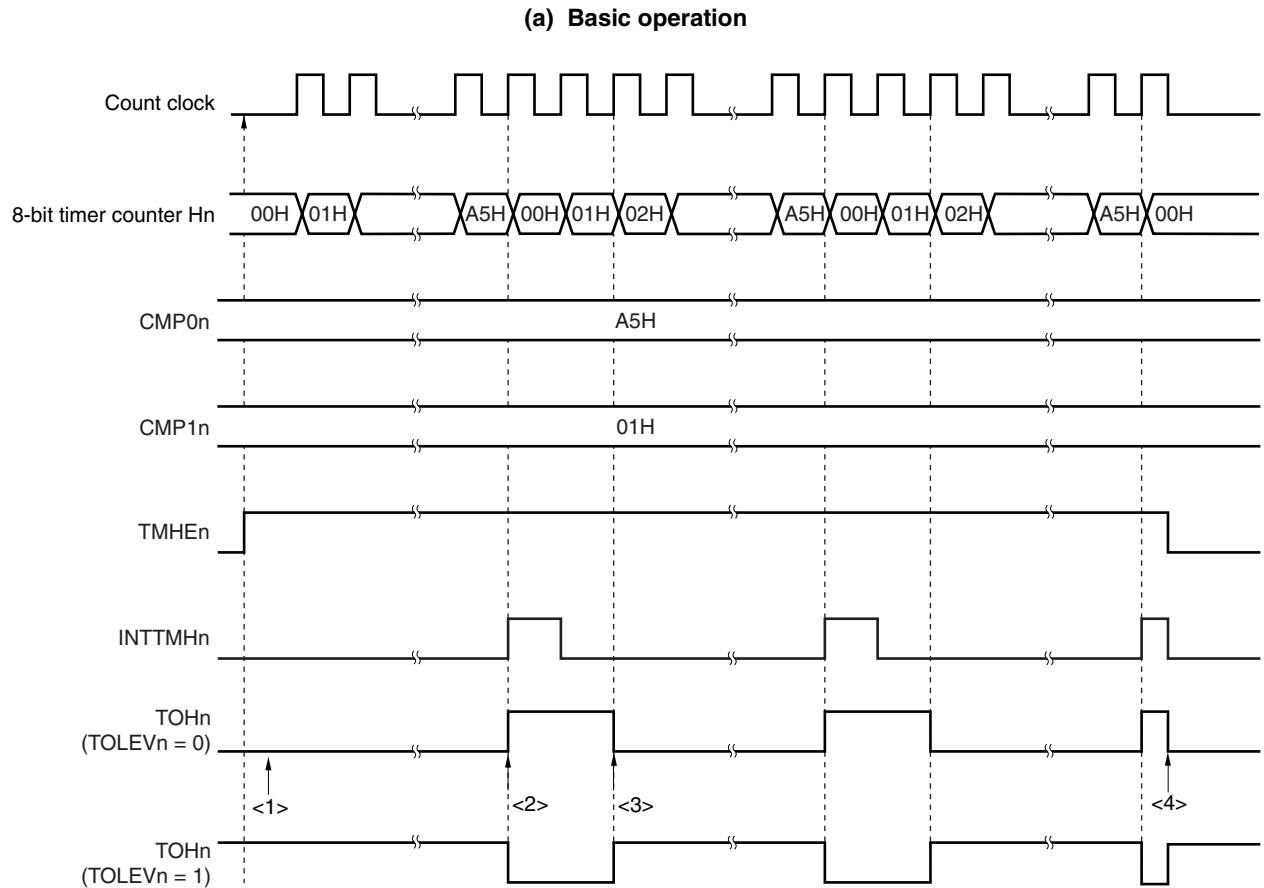 (a) Basic operation
Count clock
8-bit timer counter Hn
00H 01H A5H 00H 01H 02H A5H 00H 01H 02H A5H 00H
CMP0n
A5H
CMP1n
01H
TMHEn
INTTMHn
TOHn
(TOLEVn = 0)
<1> <2> <3> <4>
TOHn
(TOLEVn = 1)